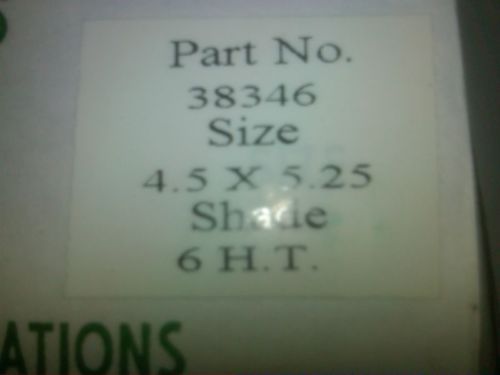 Part No.
38346
Size
4.5 X 5.25
Shade
6 H.T.
ATIONS